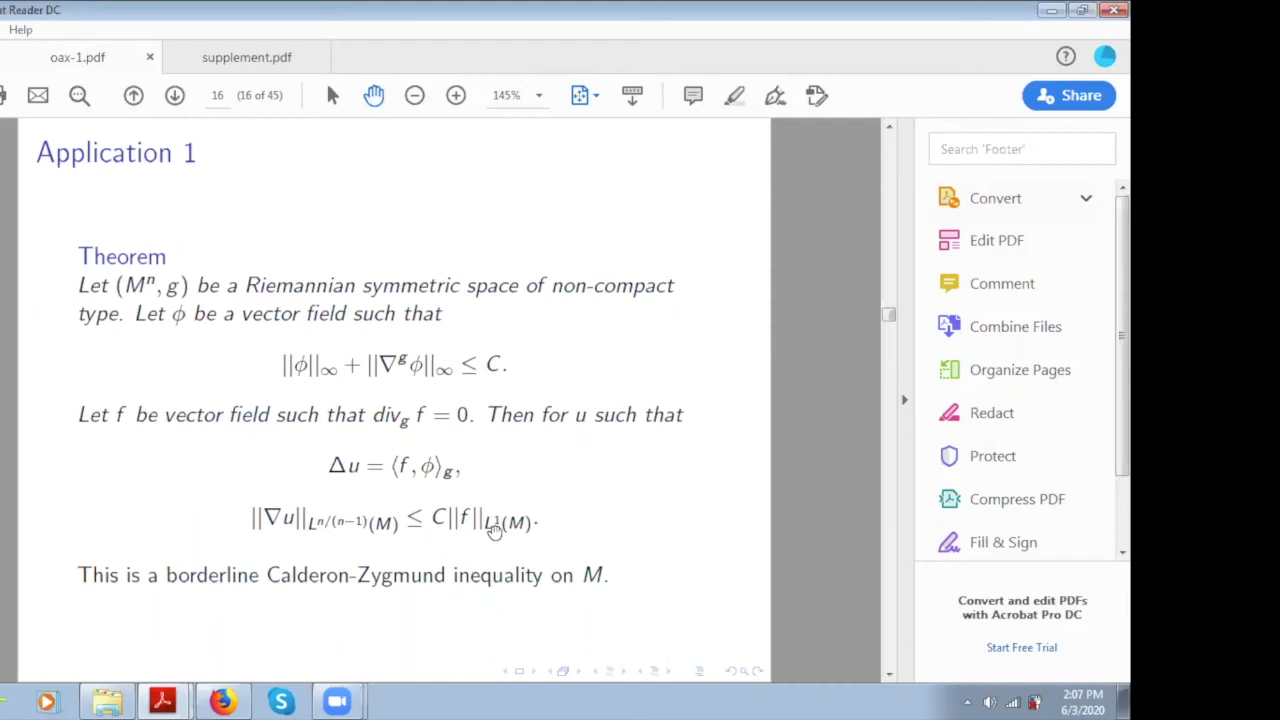 at Reader DC
Help
oax-1.pdf
supplement.pdf
16 (16 of 45)
145%
Share
Application 1
Theorem
Let (Mⁿ, g) be a Riemannian symmetric space of non-compact
type. Let ϕ be a vector field such that
||ϕ||∞ + ||∇ᵍϕ||∞ ≤ C.
Let f be vector field such that div_g f = 0. Then for u such that
Δu = ⟨f, ϕ⟩_g,
||∇u||_{L^{n/(n−1)}(M)} ≤ C||f||_{L^1(M)}.
This is a borderline Calderon-Zygmund inequality on M.
Search 'Footer'
Convert
Edit PDF
Comment
Combine Files
Organize Pages
Redact
Protect
Compress PDF
Fill & Sign
Convert and edit PDFs
with Acrobat Pro DC
Start Free Trial
2:07 PM
6/3/2020